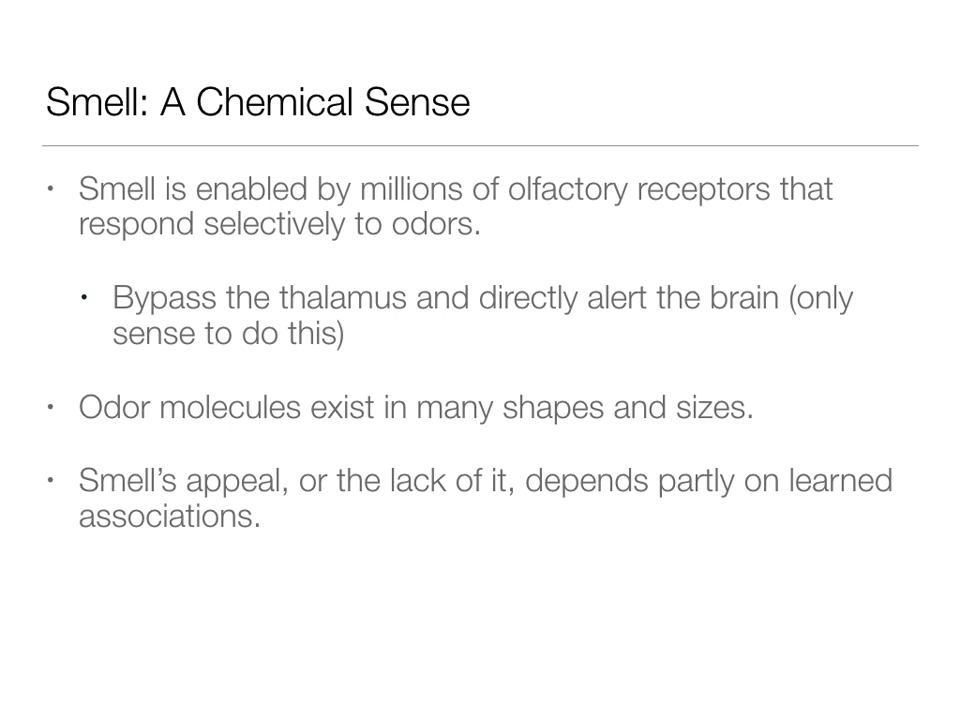 Smell: A Chemical Sense
• Smell is enabled by millions of olfactory receptors that
respond selectively to odors.
• Bypass the thalamus and directly alert the brain (only
sense to do this)
• Odor molecules exist in many shapes and sizes.
• Smell’s appeal, or the lack of it, depends partly on learned
associations.